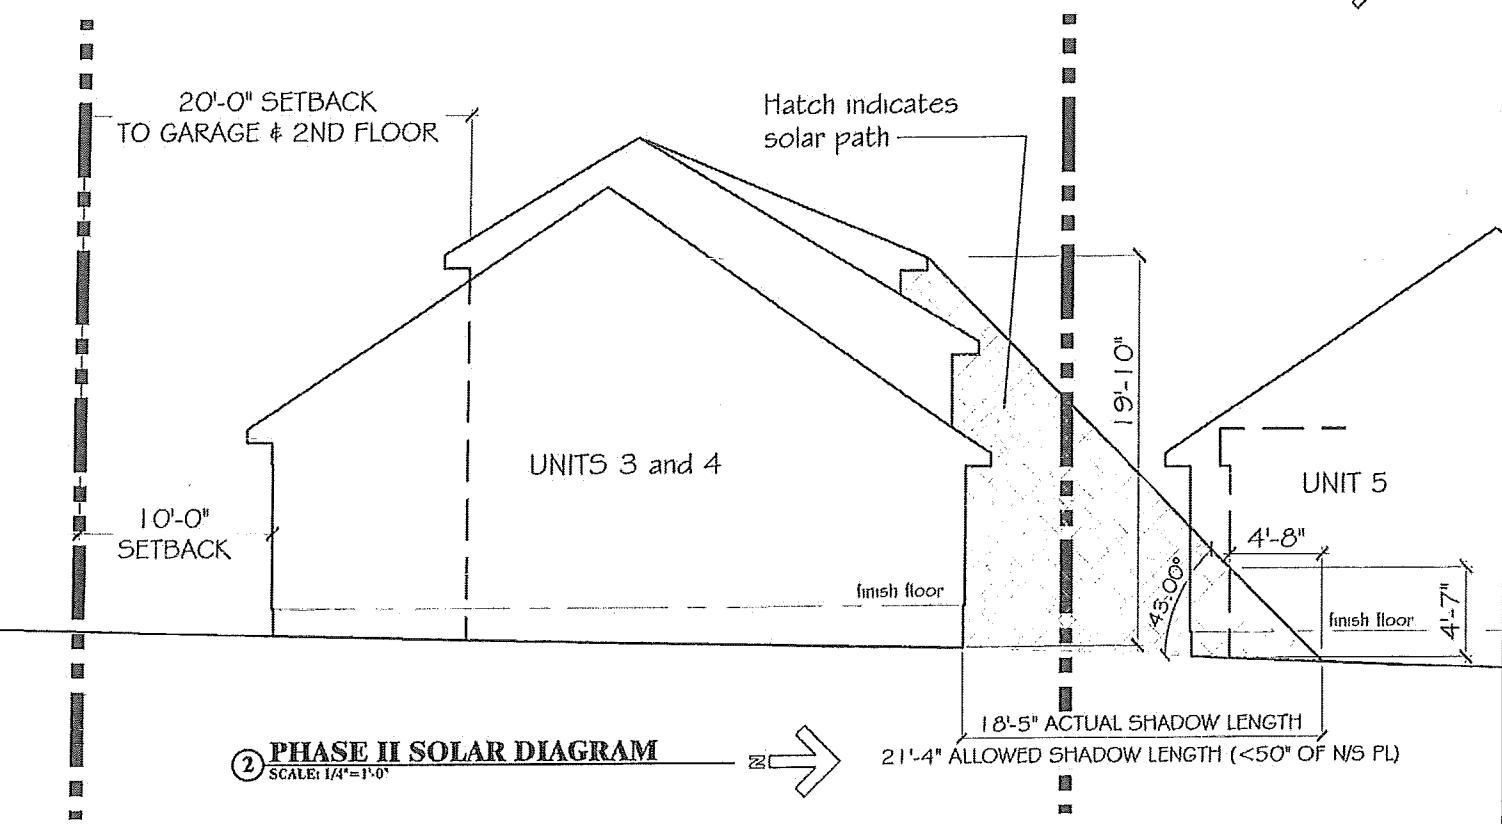 20'-0" SETBACK
TO GARAGE & 2ND FLOOR
Hatch indicates
solar path
19'-10"
UNITS 3 and 4
UNIT 5
10'-0"
SETBACK
4'-8"
43.00°
4'-7"
finish floor
finish floor
18'-5" ACTUAL SHADOW LENGTH
21'-4" ALLOWED SHADOW LENGTH (<50" OF N/S PL)
2 PHASE II SOLAR DIAGRAM
SCALE: 1/4"=1'-0"
N